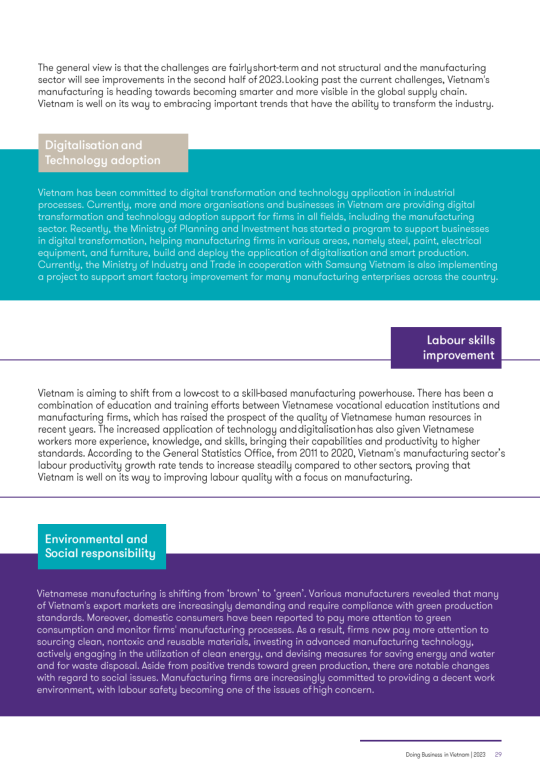 The general view is that the challenges are fairly short-term and not structural and the manufacturing
sector will see improvements in the second half of 2023. Looking past the current challenges, Vietnam's
manufacturing is heading towards becoming smarter and more visible in the global supply chain.
Vietnam is well on its way to embracing important trends that have the ability to transform the industry.
Digitalisation and
Technology adoption
Vietnam has been committed to digital transformation and technology application in industrial
processes. Currently, more and more organisations and businesses in Vietnam are providing digital
transformation and technology adoption support for firms in all fields, including the manufacturing
sector. Recently, the Ministry of Planning and Investment has started a program to support businesses
in digital transformation, helping manufacturing firms in various areas, namely steel, paint, electrical
equipment, and furniture, build and deploy the application of digitalisation and smart production.
Currently, the Ministry of Industry and Trade in cooperation with Samsung Vietnam is also implementing
a project to support smart factory improvement for many manufacturing enterprises across the country.
Labour skills
improvement
Vietnam is aiming to shift from a low-cost to a skill-based manufacturing powerhouse. There has been a
combination of education and training efforts between Vietnamese vocational education institutions and
manufacturing firms, which has raised the prospect of the quality of Vietnamese human resources in
recent years. The increased application of technology and digitalisation has also given Vietnamese
workers more experience, knowledge, and skills, bringing their capabilities and productivity to higher
standards. According to the General Statistics Office, from 2011 to 2020, Vietnam's manufacturing sector's
labour productivity growth rate tends to increase steadily compared to other sectors, proving that
Vietnam is well on its way to improving labour quality with a focus on manufacturing.
Environmental and
Social responsibility
Vietnamese manufacturing is shifting from 'brown' to 'green'. Various manufacturers revealed that many
of Vietnam's export markets are increasingly demanding and require compliance with green production
standards. Moreover, domestic consumers have been reported to pay more attention to green
consumption and monitor firms' manufacturing processes. As a result, firms now pay more attention to
sourcing clean, nontoxic and reusable materials, investing in advanced manufacturing technology,
actively engaging in the utilization of clean energy, and devising measures for saving energy and water
and for waste disposal. Aside from positive trends toward green production, there are notable changes
with regard to social issues. Manufacturing firms are increasingly committed to providing a decent work
environment, with labour safety becoming one of the issues of high concern.
Doing Business in Vietnam | 2023 29